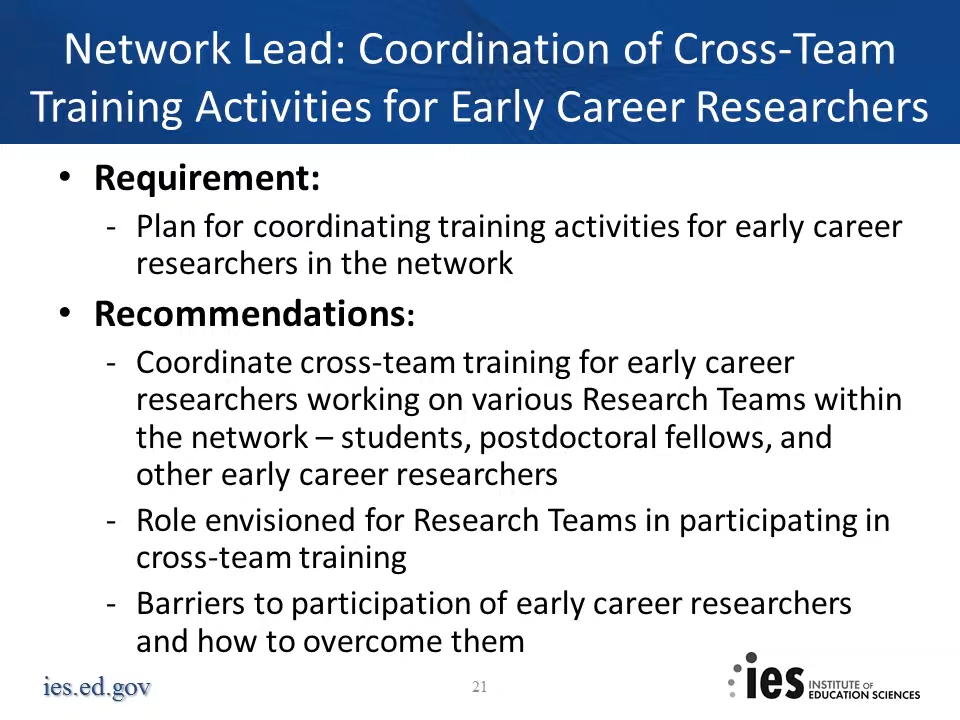 Network Lead: Coordination of Cross-Team
Training Activities for Early Career Researchers
• Requirement:
- Plan for coordinating training activities for early career
researchers in the network
• Recommendations:
- Coordinate cross-team training for early career
researchers working on various Research Teams within
the network – students, postdoctoral fellows, and
other early career researchers
- Role envisioned for Research Teams in participating in
cross-team training
- Barriers to participation of early career researchers
and how to overcome them
ies.ed.gov
21
ies INSTITUTE OF
EDUCATION SCIENCES